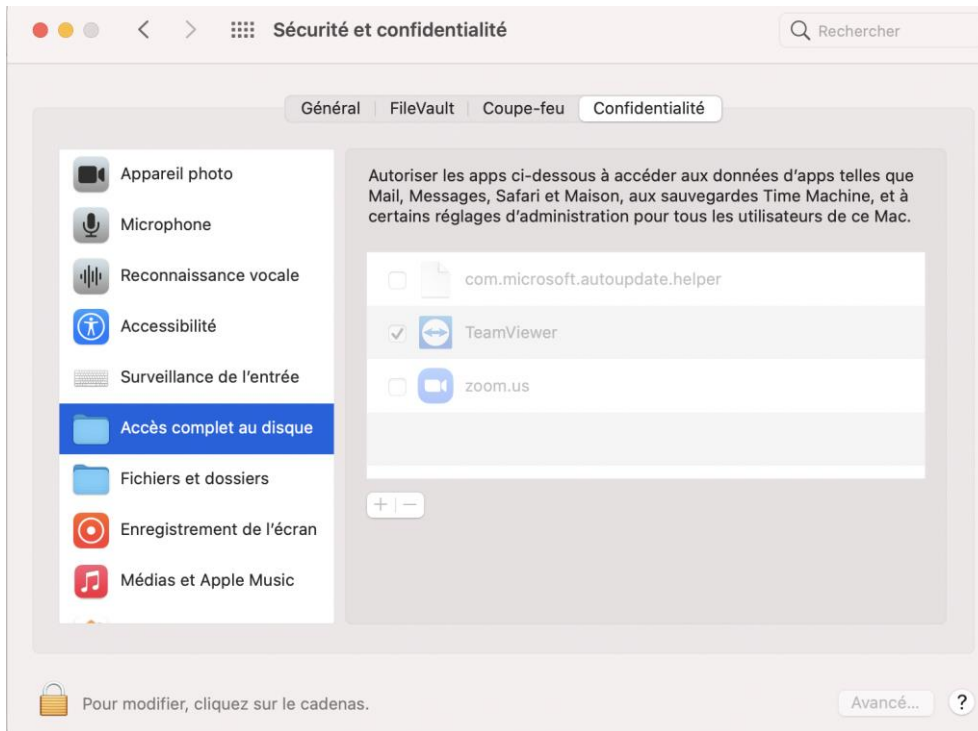 Sécurité et confidentialité
Rechercher
Général
FileVault
Coupe-feu
Confidentialité
Appareil photo
Microphone
Reconnaissance vocale
Accessibilité
Surveillance de l'entrée
Accès complet au disque
Fichiers et dossiers
Enregistrement de l'écran
Médias et Apple Music
Autoriser les apps ci-dessous à accéder aux données d'apps telles que
Mail, Messages, Safari et Maison, aux sauvegardes Time Machine, et à
certains réglages d'administration pour tous les utilisateurs de ce Mac.
com.microsoft.autoupdate.helper
TeamViewer
zoom.us
+ −
Pour modifier, cliquez sur le cadenas.
Avancé...
?